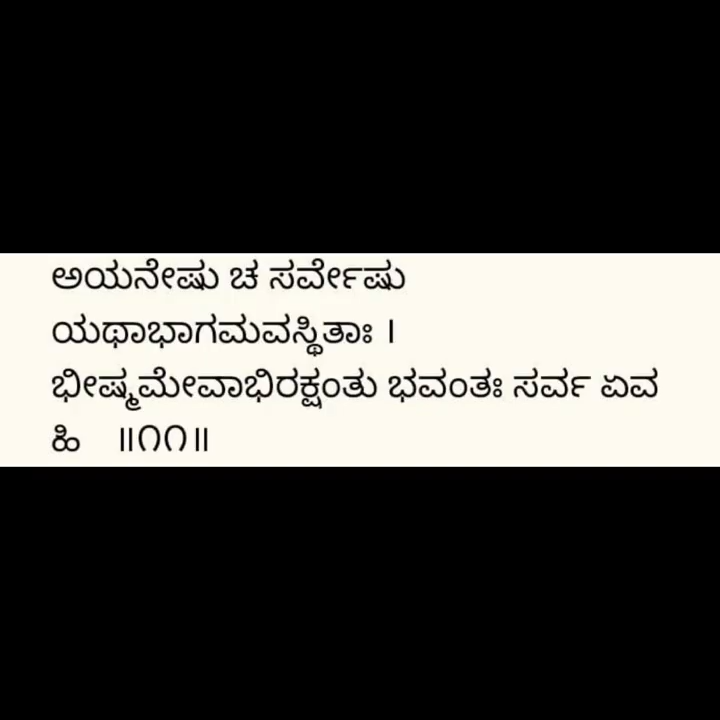 ಅಯನೇಷು ಚ ಸರ್ವೇಷು
ಯಥಾಭಾಗಮವಸ್ಥಿತಾಃ ।
ಭೀಷ್ಮಮೇವಾಭಿರಕ್ಷಂತು ಭವಂತಃ ಸರ್ವ ಏವ
ಹಿ ॥೧೧॥